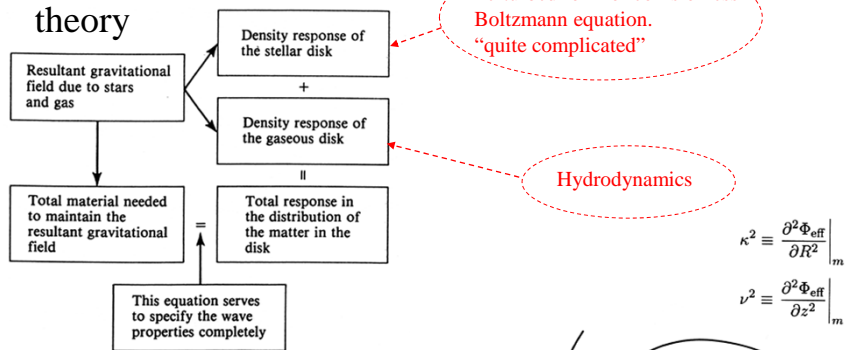 theory
Boltzmann equation.
“quite complicated”
Resultant gravitational
field due to stars
and gas
Density response of
the stellar disk
+
Density response of
the gaseous disk
=
Hydrodynamics
Total material needed
to maintain the
resultant gravitational
field
=
Total response in
the distribution of
the matter in the
disk
This equation serves
to specify the wave
properties completely
κ² ≡ ∂²Φeff/∂R² |m
ν² ≡ ∂²Φeff/∂z² |m